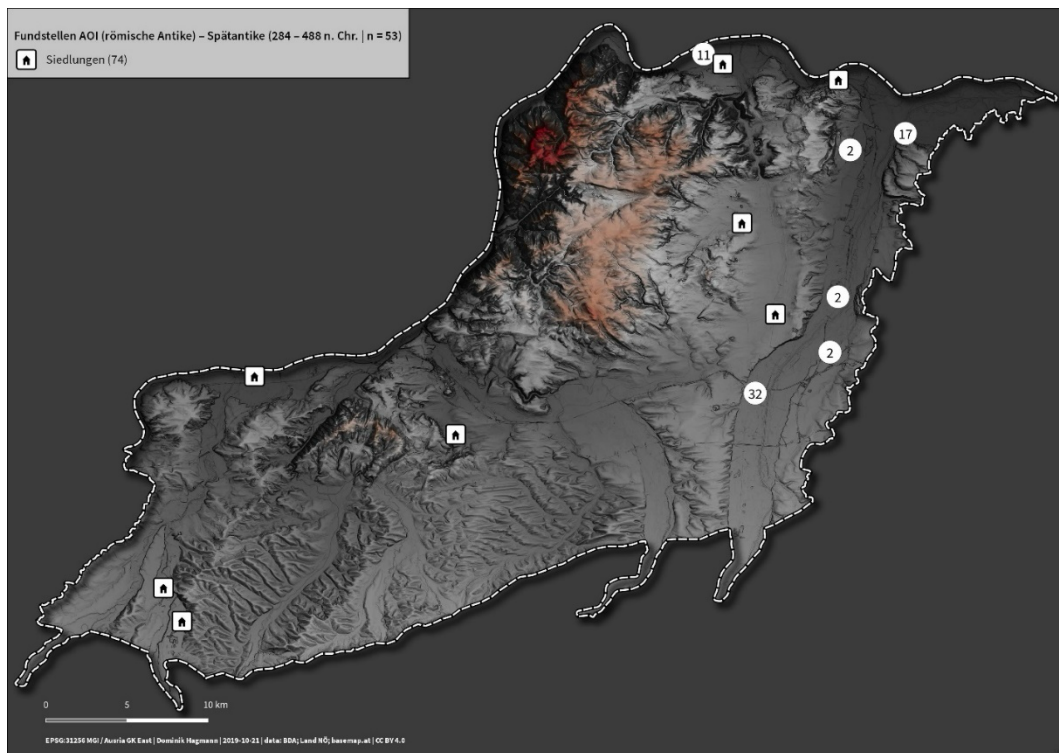 Fundstellen AOI (römische Antike) – Spätantike (284 – 488 n. Chr. | n = 53)
Siedlungen (74)
11
17
2
2
2
32
0 5 10 km
EPSG:31256 MGI / Ausria GK East | Dominik Hagmann | 2019-10-21 | data: BDA; Land NÖ; basemap.at | CC BY 4.0